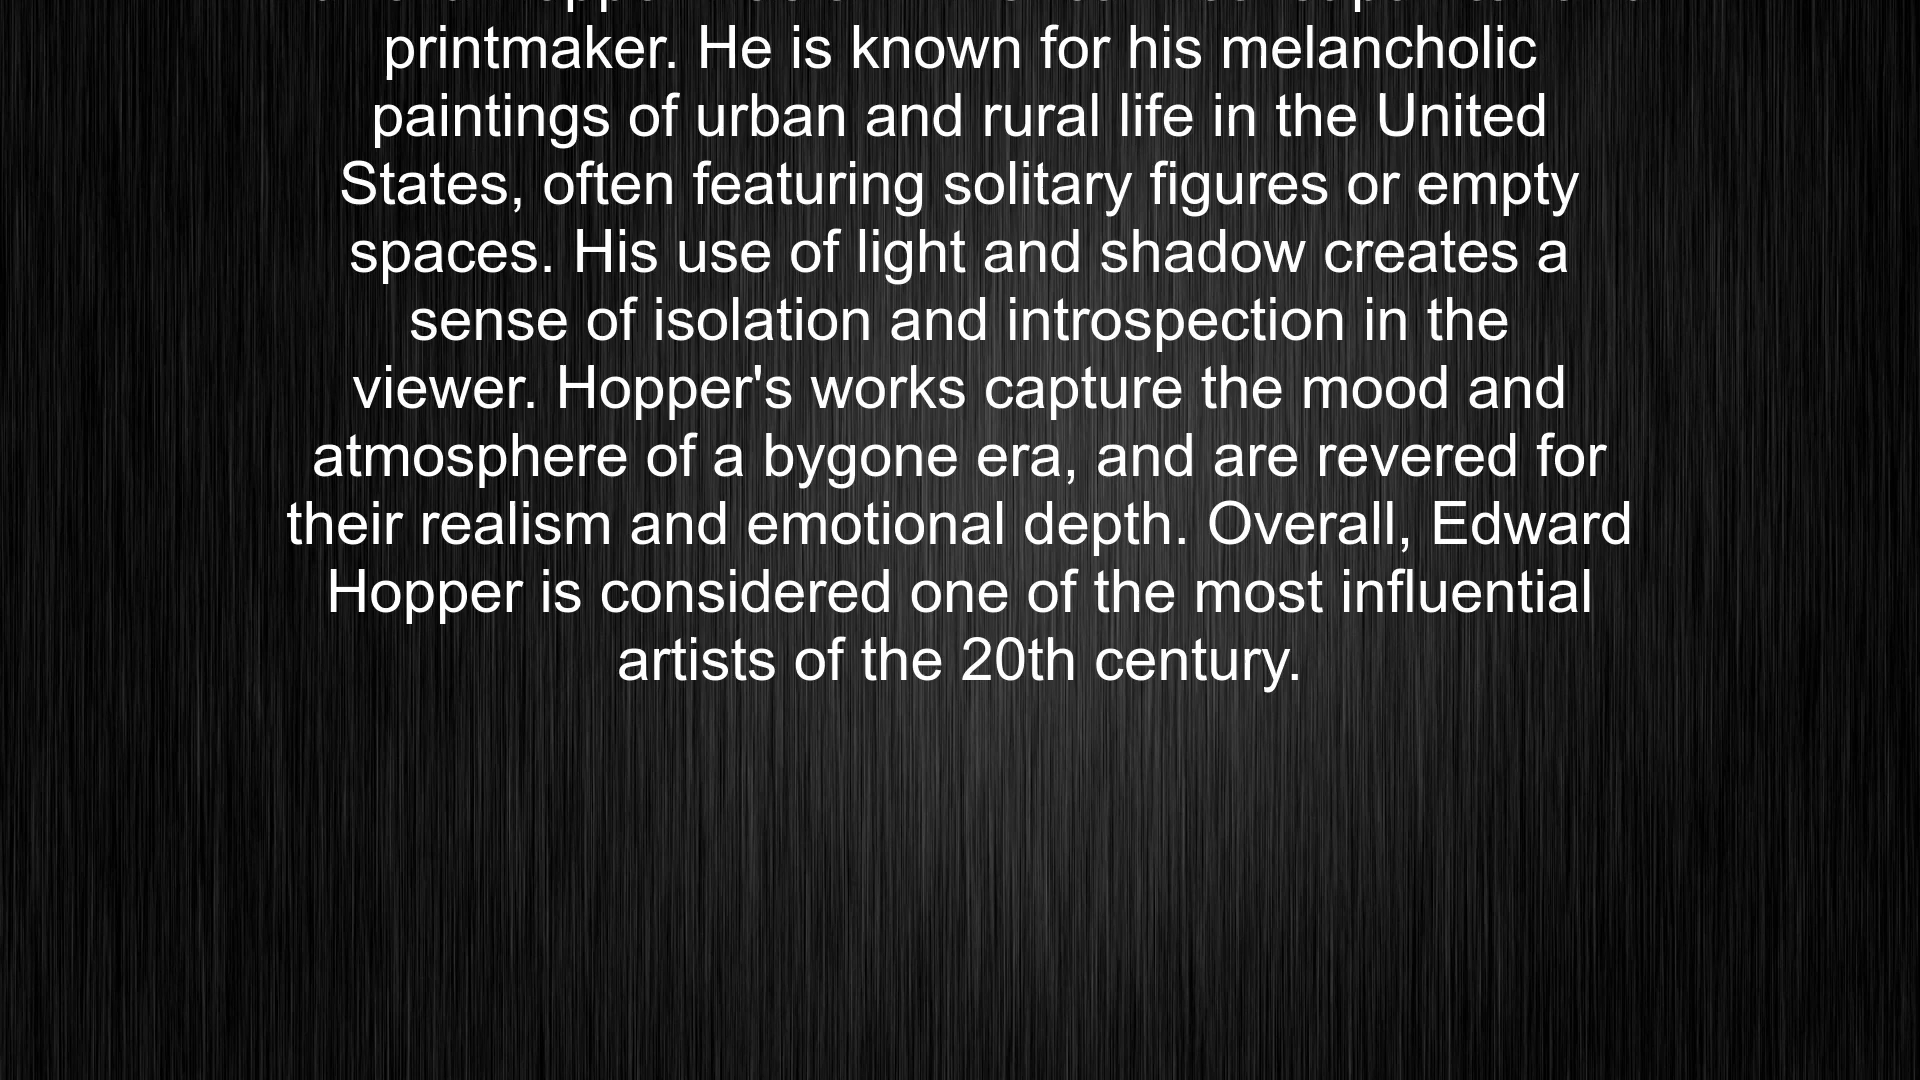 printmaker. He is known for his melancholic
paintings of urban and rural life in the United
States, often featuring solitary figures or empty
spaces. His use of light and shadow creates a
sense of isolation and introspection in the
viewer. Hopper's works capture the mood and
atmosphere of a bygone era, and are revered for
their realism and emotional depth. Overall, Edward
Hopper is considered one of the most influential
artists of the 20th century.